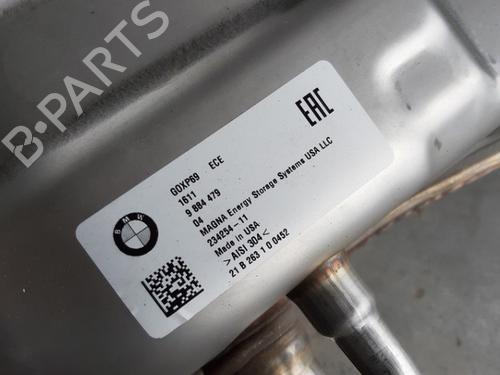 B-PARTS
BMW
GOXP69 ECE
1611
9 884 479
04
MAGNA Energy Storage Systems USA LLC
234254-11
Made in USA
>AISI 304<
21 B 263 1 0 0452
EAC